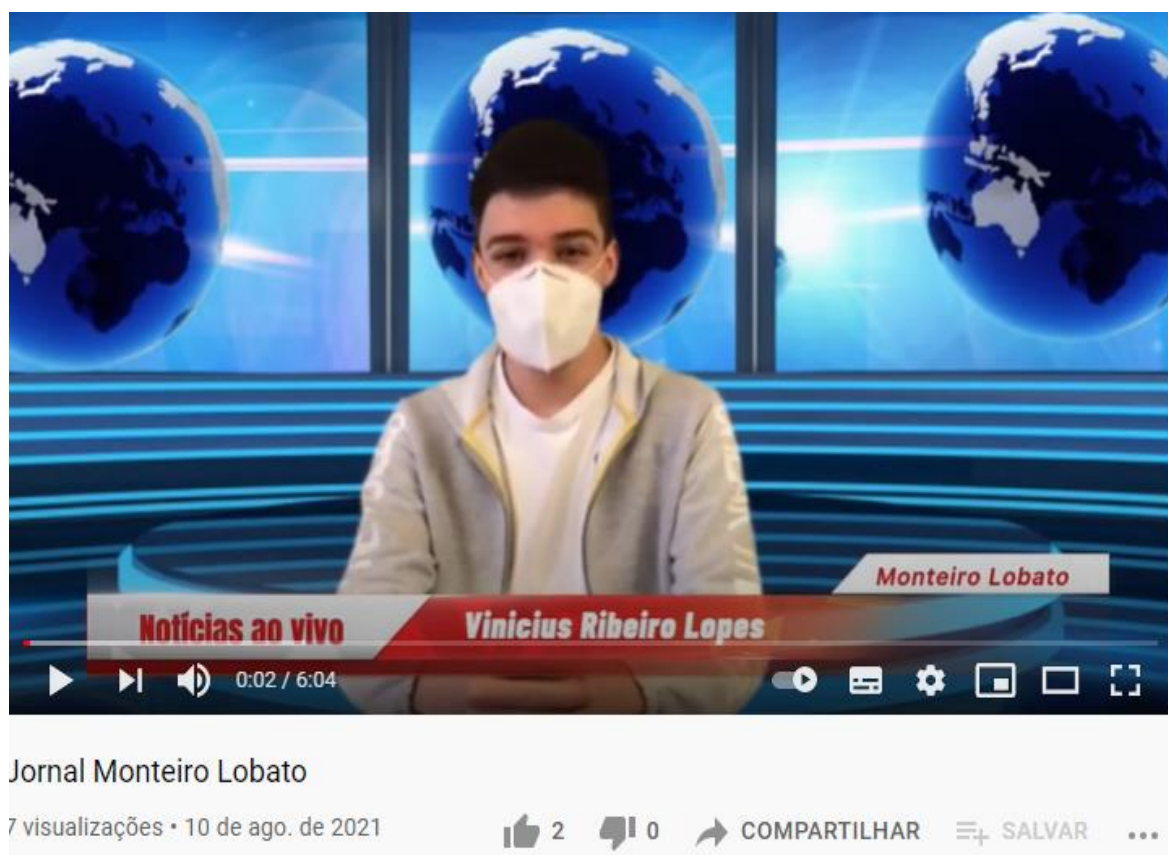 Monteiro Lobato
Notícias ao vivo
Vinicius Ribeiro Lopes
0:02 / 6:04
Jornal Monteiro Lobato
7 visualizações • 10 de ago. de 2021
2
0
COMPARTILHAR
SALVAR